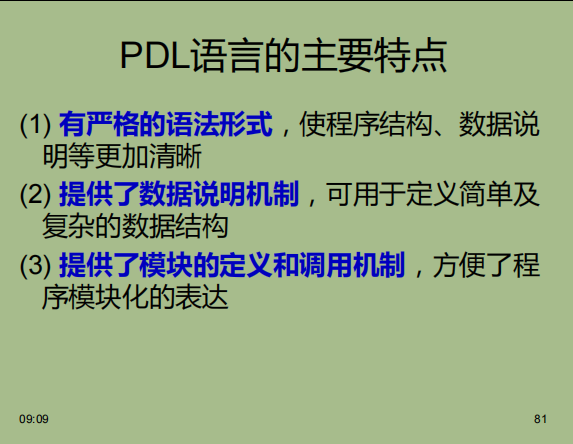 PDL语言的主要特点
(1) 有严格的语法形式，使程序结构、数据说
明等更加清晰
(2) 提供了数据说明机制，可用于定义简单及
复杂的数据结构
(3) 提供了模块的定义和调用机制，方便了程
序模块化的表达
09:09
81